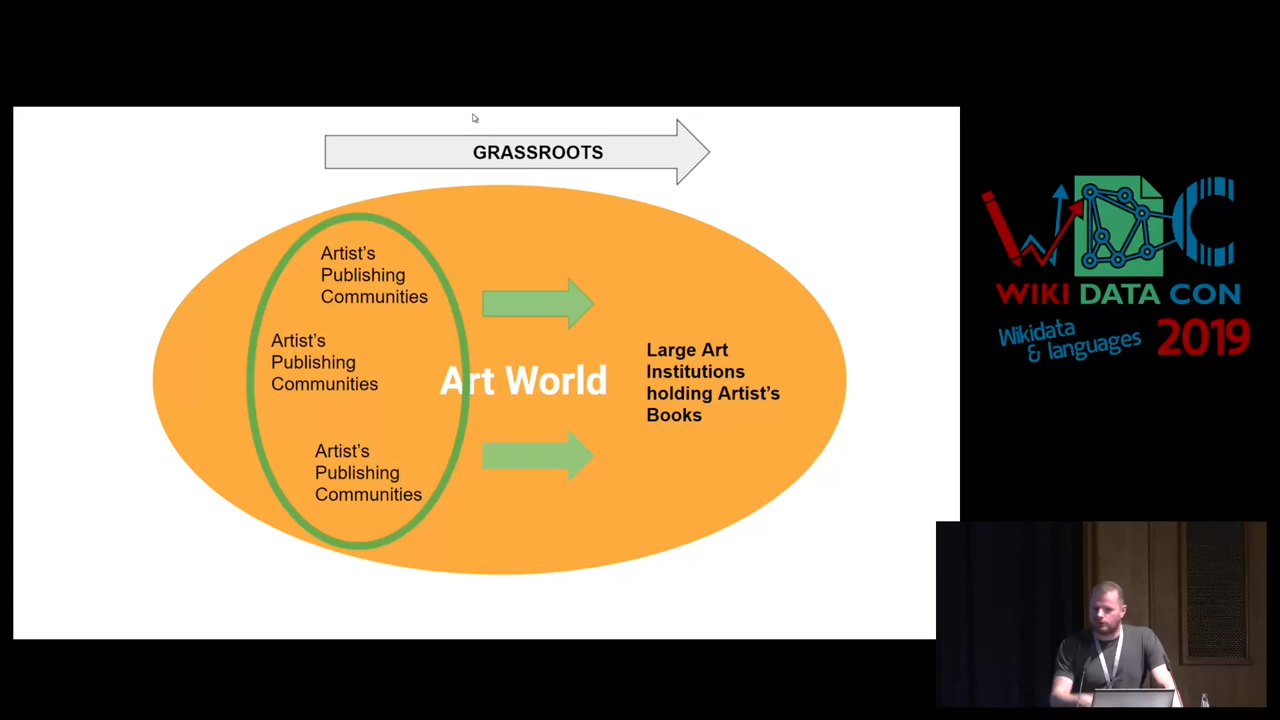 GRASSROOTS
Artist’s
Publishing
Communities
Artist’s
Publishing
Communities
Artist’s
Publishing
Communities
Art World
Large Art
Institutions
holding Artist’s
Books
WDC
WIKI DATA CON
Wikidata
& languages
2019